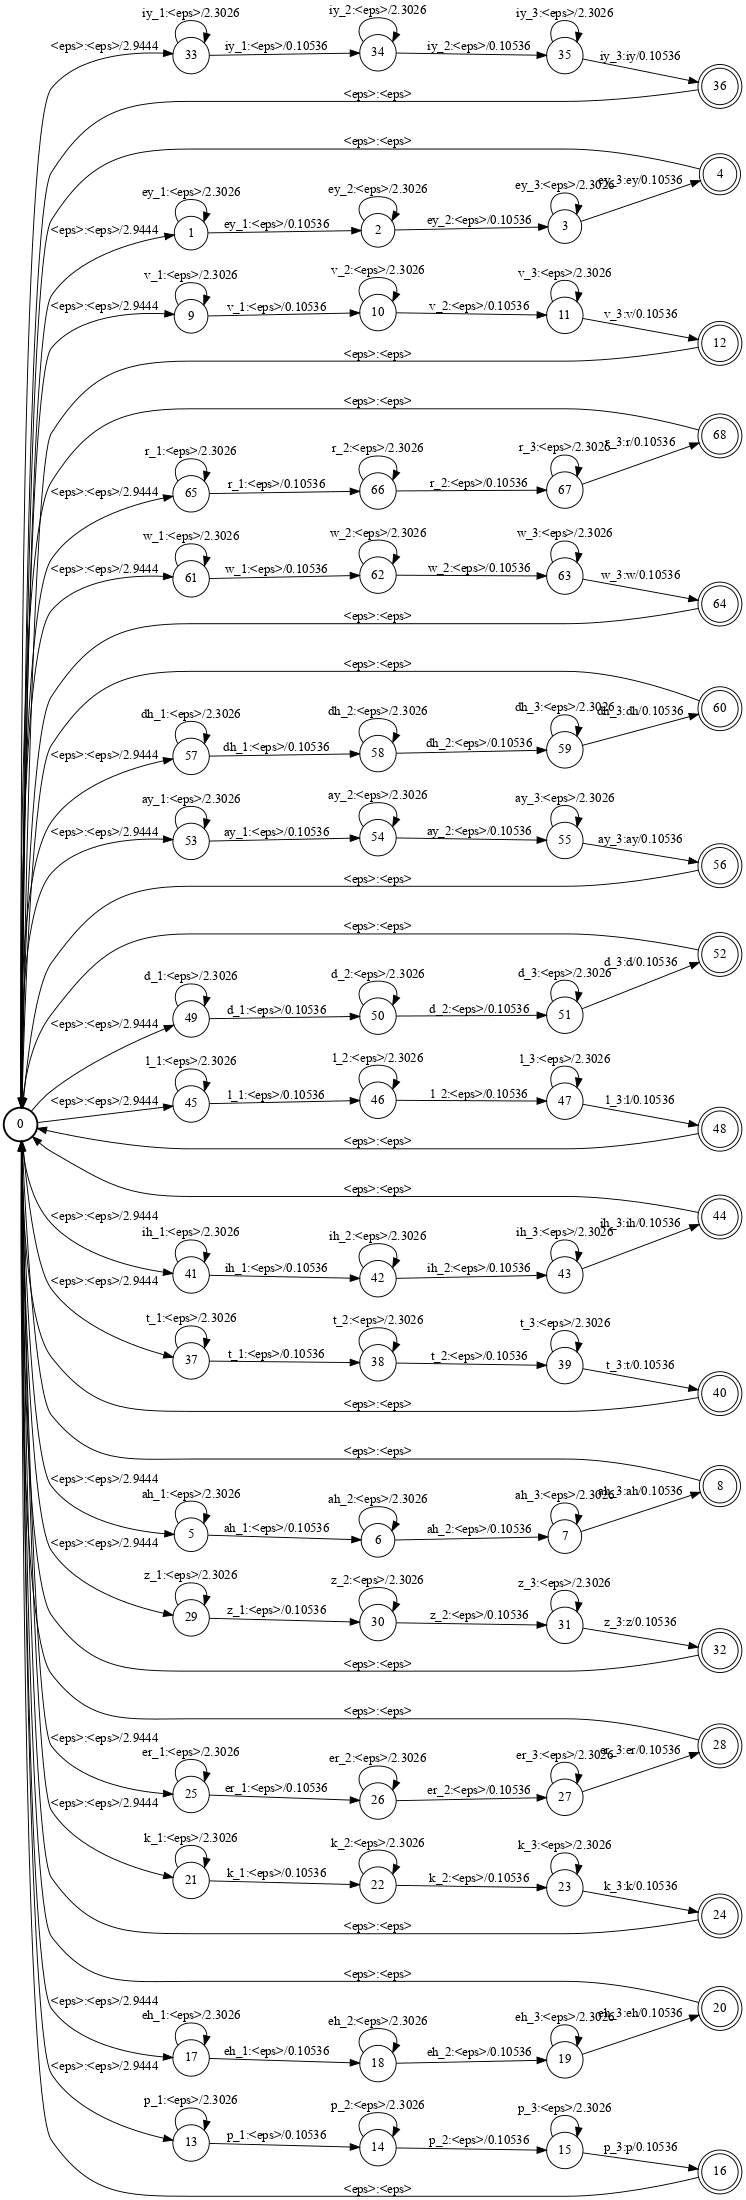 iy_1:<eps>/2.3026 iy_2:<eps>/2.3026 iy_3:<eps>/2.3026
<eps>:<eps>/2.9444 33 iy_1:<eps>/0.10536 34 iy_2:<eps>/0.10536 35 iy_3:iy/0.10536 36
<eps>:<eps>
<eps>:<eps>
ey_1:<eps>/2.3026 ey_2:<eps>/2.3026 ey_3:<eps>/2.3026 ey_3:ey/0.10536 4
<eps>:<eps>/2.9444 1 ey_1:<eps>/0.10536 2 ey_2:<eps>/0.10536 3
v_1:<eps>/2.3026 v_2:<eps>/2.3026 v_3:<eps>/2.3026
<eps>:<eps>/2.9444 9 v_1:<eps>/0.10536 10 v_2:<eps>/0.10536 11 v_3:v/0.10536 12
<eps>:<eps>
<eps>:<eps>
r_1:<eps>/2.3026 r_2:<eps>/2.3026 r_3:<eps>/2.3026 r_3:r/0.10536 68
<eps>:<eps>/2.9444 65 r_1:<eps>/0.10536 66 r_2:<eps>/0.10536 67
w_1:<eps>/2.3026 w_2:<eps>/2.3026 w_3:<eps>/2.3026
<eps>:<eps>/2.9444 61 w_1:<eps>/0.10536 62 w_2:<eps>/0.10536 63 w_3:w/0.10536 64
<eps>:<eps>
<eps>:<eps>
dh_1:<eps>/2.3026 dh_2:<eps>/2.3026 dh_3:<eps>/2.3026 dh_3:dh/0.10536 60
<eps>:<eps>/2.9444 57 dh_1:<eps>/0.10536 58 dh_2:<eps>/0.10536 59
ay_1:<eps>/2.3026 ay_2:<eps>/2.3026 ay_3:<eps>/2.3026
<eps>:<eps>/2.9444 53 ay_1:<eps>/0.10536 54 ay_2:<eps>/0.10536 55 ay_3:ay/0.10536 56
<eps>:<eps>
<eps>:<eps>
d_1:<eps>/2.3026 d_2:<eps>/2.3026 d_3:<eps>/2.3026 d_3:d/0.10536 52
<eps>:<eps>/2.9444 49 d_1:<eps>/0.10536 50 d_2:<eps>/0.10536 51
l_1:<eps>/2.3026 l_2:<eps>/2.3026 l_3:<eps>/2.3026
0 <eps>:<eps>/2.9444 45 l_1:<eps>/0.10536 46 l_2:<eps>/0.10536 47 l_3:l/0.10536 48
<eps>:<eps>
<eps>:<eps>
<eps>:<eps>/2.9444 ih_1:<eps>/2.3026 ih_2:<eps>/2.3026 ih_3:<eps>/2.3026 ih_3:ih/0.10536 44
41 ih_1:<eps>/0.10536 42 ih_2:<eps>/0.10536 43
<eps>:<eps>/2.9444 t_1:<eps>/2.3026 t_2:<eps>/2.3026 t_3:<eps>/2.3026
37 t_1:<eps>/0.10536 38 t_2:<eps>/0.10536 39 t_3:t/0.10536 40
<eps>:<eps>
<eps>:<eps>
<eps>:<eps>/2.9444 ah_1:<eps>/2.3026 ah_2:<eps>/2.3026 ah_3:<eps>/2.3026 ah_3:ah/0.10536 8
5 ah_1:<eps>/0.10536 6 ah_2:<eps>/0.10536 7
<eps>:<eps>/2.9444 z_1:<eps>/2.3026 z_2:<eps>/2.3026 z_3:<eps>/2.3026
29 z_1:<eps>/0.10536 30 z_2:<eps>/0.10536 31 z_3:z/0.10536 32
<eps>:<eps>
<eps>:<eps>
<eps>:<eps>/2.9444 er_1:<eps>/2.3026 er_2:<eps>/2.3026 er_3:<eps>/2.3026 er_3:er/0.10536 28
25 er_1:<eps>/0.10536 26 er_2:<eps>/0.10536 27
<eps>:<eps>/2.9444 k_1:<eps>/2.3026 k_2:<eps>/2.3026 k_3:<eps>/2.3026
21 k_1:<eps>/0.10536 22 k_2:<eps>/0.10536 23 k_3:k/0.10536 24
<eps>:<eps>
<eps>:<eps>
<eps>:<eps>/2.9444 eh_1:<eps>/2.3026 eh_2:<eps>/2.3026 eh_3:<eps>/2.3026 eh_3:eh/0.10536 20
17 eh_1:<eps>/0.10536 18 eh_2:<eps>/0.10536 19
<eps>:<eps>/2.9444 p_1:<eps>/2.3026 p_2:<eps>/2.3026 p_3:<eps>/2.3026
13 p_1:<eps>/0.10536 14 p_2:<eps>/0.10536 15 p_3:p/0.10536 16
<eps>:<eps>